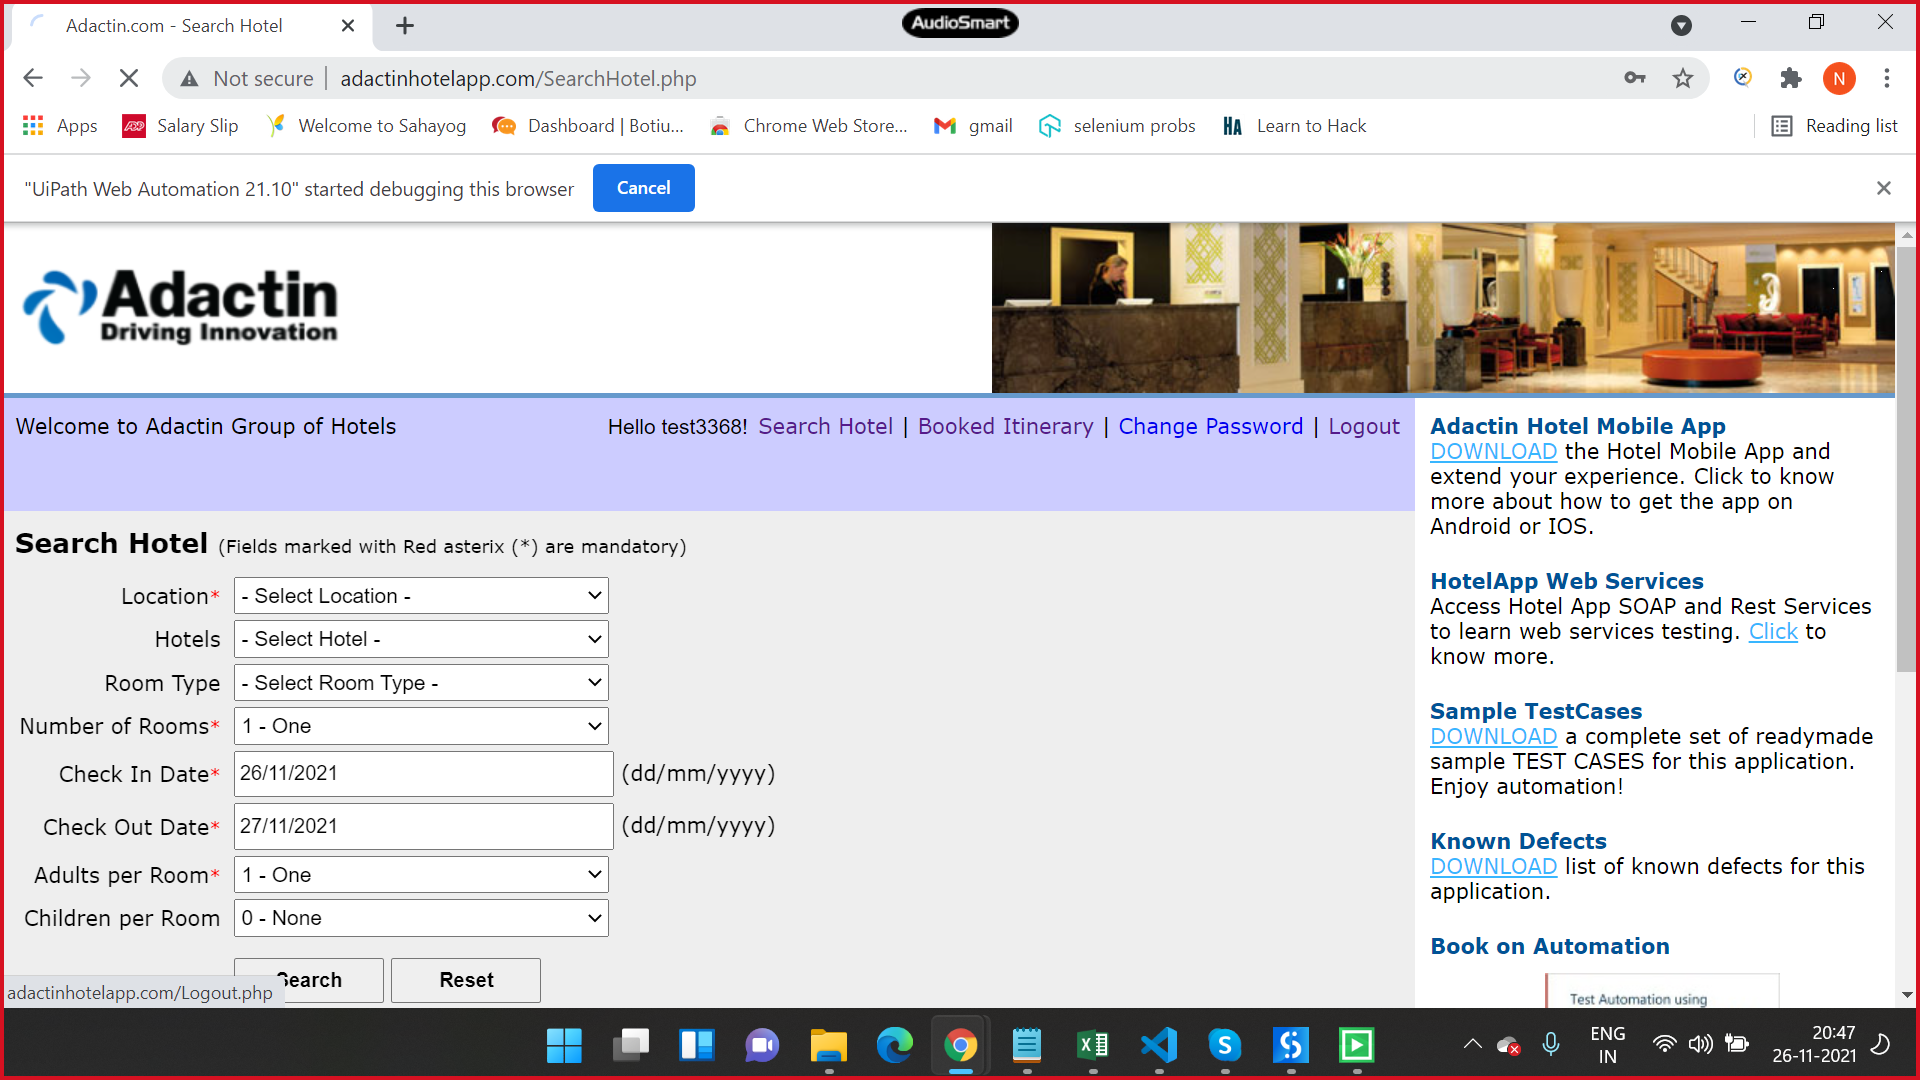 Adactin.com - Search Hotel
AudioSmart
Not secure adactinhotelapp.com/SearchHotel.php
N
Apps
ADP
Salary Slip
Welcome to Sahayog
Dashboard | Botiu...
Chrome Web Store...
gmail
selenium probs
HA
Learn to Hack
Reading list
"UiPath Web Automation 21.10" started debugging this browser
Cancel
Adactin
Driving Innovation
Welcome to Adactin Group of Hotels
Hello test3368! Search Hotel | Booked Itinerary | Change Password | Logout
Search Hotel (Fields marked with Red asterix (*) are mandatory)
Location* - Select Location -
Hotels - Select Hotel -
Room Type - Select Room Type -
Number of Rooms* 1 - One
Check In Date* 26/11/2021 (dd/mm/yyyy)
Check Out Date* 27/11/2021 (dd/mm/yyyy)
Adults per Room* 1 - One
Children per Room 0 - None
Search
Reset
adactinhotelapp.com/Logout.php
Adactin Hotel Mobile App
DOWNLOAD the Hotel Mobile App and
extend your experience. Click to know
more about how to get the app on
Android or IOS.
HotelApp Web Services
Access Hotel App SOAP and Rest Services
to learn web services testing. Click to
know more.
Sample TestCases
DOWNLOAD a complete set of readymade
sample TEST CASES for this application.
Enjoy automation!
Known Defects
DOWNLOAD list of known defects for this
application.
Book on Automation
Test Automation using
ENG
IN
20:47
26-11-2021